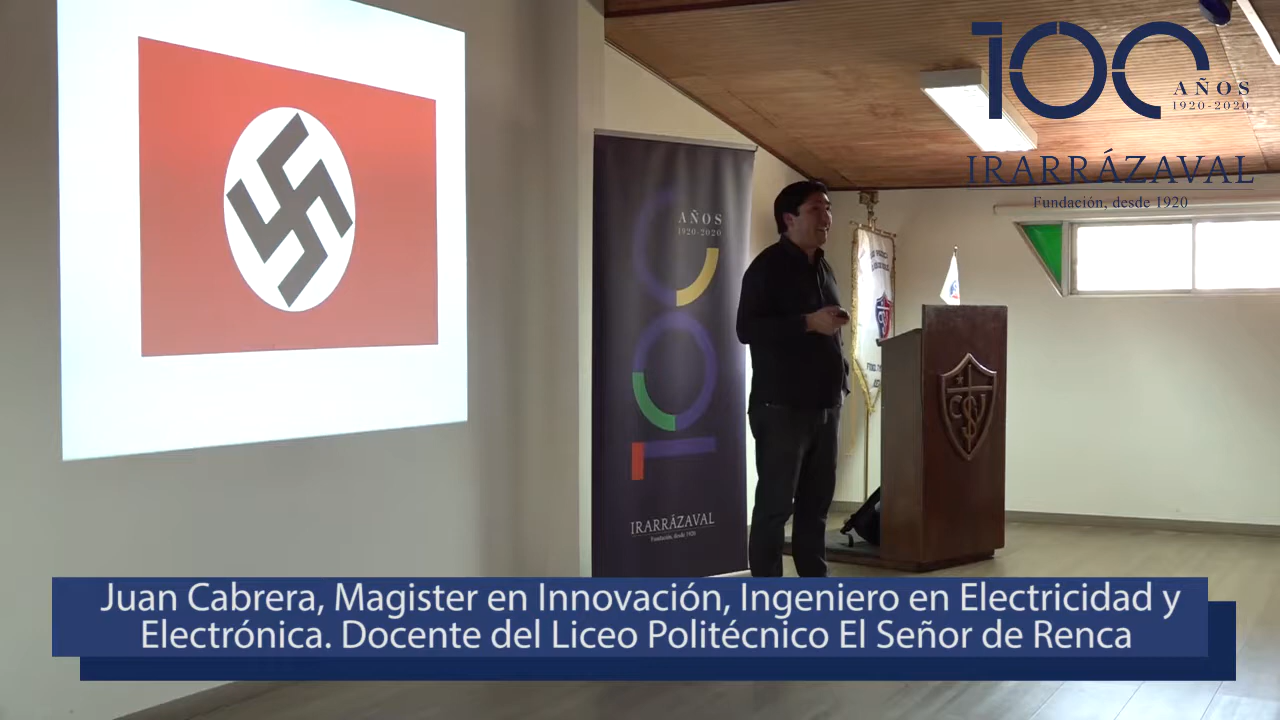 100
AÑOS
1920-2020
IRARRÁZAVAL
Fundación, desde 1920
AÑOS
1920-2020
100
IRARRÁZAVAL
Fundación, desde 1920
Juan Cabrera, Magister en Innovación, Ingeniero en Electricidad y
Electrónica. Docente del Liceo Politécnico El Señor de Renca